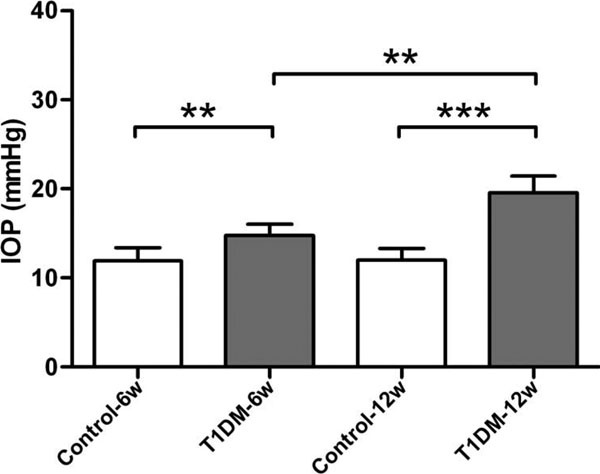 40
**
30
**
***
IOP (mmHg)
20
10
0
Control-6w
T1DM-6w
Control-12w
T1DM-12w